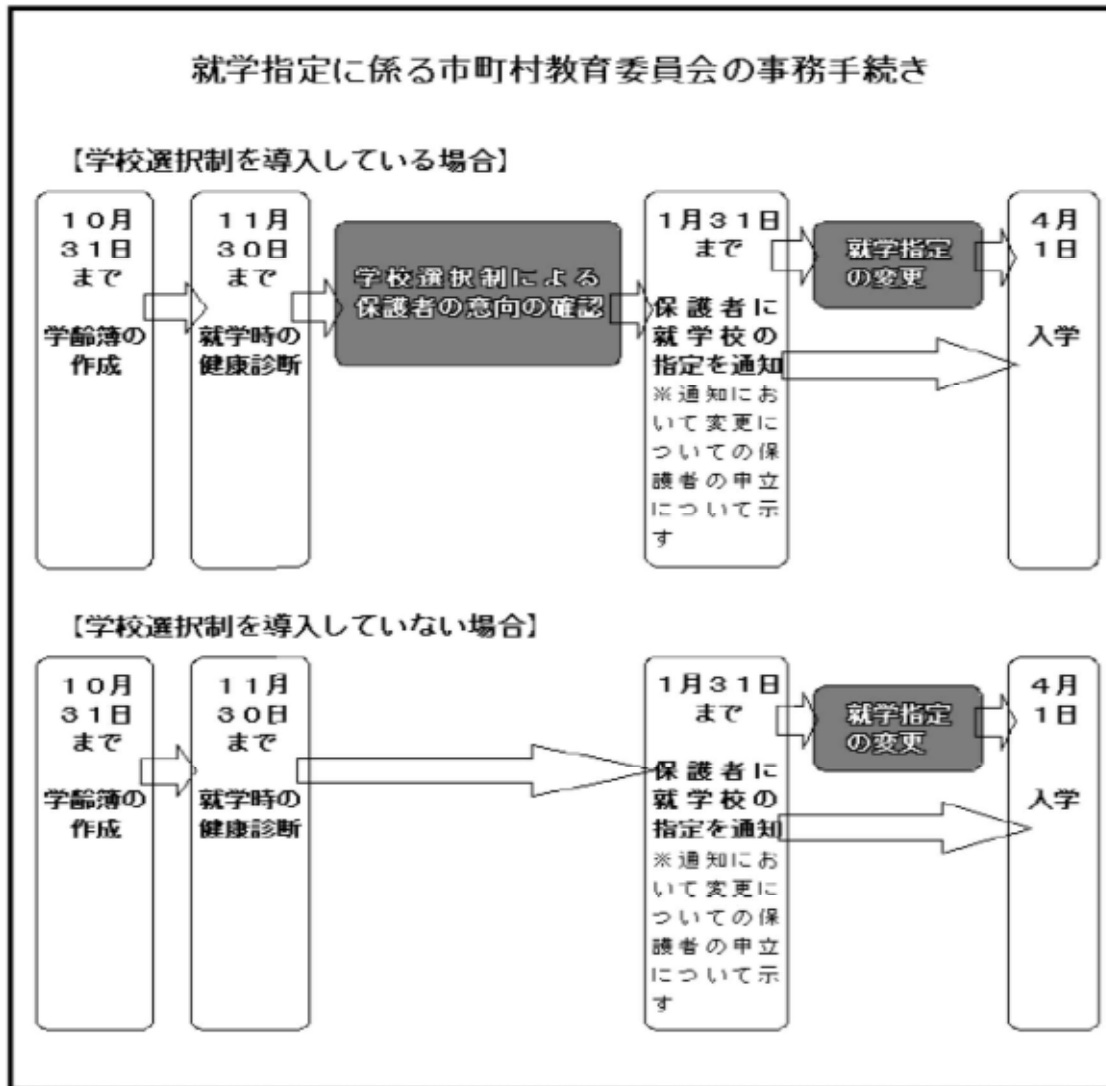 就学指定に係る市町村教育委員会の事務手続き
【学校選択制を導入している場合】
10月
31日
まで
学齢簿の
作成
11月
30日
まで
就学時の
健康診断
学校選択制による
保護者の意向の確認
1月31日
まで
保護者に
就学校の
指定を通知
※通知にお
いて変更に
ついての保
護者の申立
について示
す
就学指定
の変更
4月
1日
入学
【学校選択制を導入していない場合】
10月
31日
まで
学齢簿の
作成
11月
30日
まで
就学時の
健康診断
1月31日
まで
保護者に
就学校の
指定を通知
※通知にお
いて変更に
ついての保
護者の申立
について示
す
就学指定
の変更
4月
1日
入学